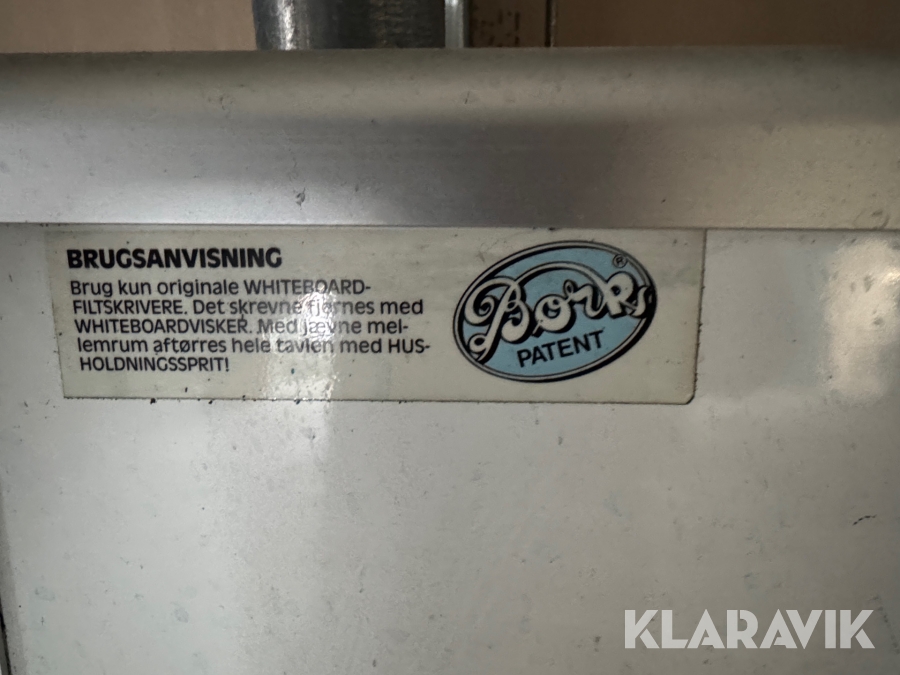 BRUGSANVISNING
Brug kun originale WHITEBOARD-
FILTSKRIVERE. Det skrevne fjernes med
WHITEBOARDVISKER. Med jævne mel-
lemrum aftørres hele tavlen med HUS-
HOLDNINGSSPRIT!
Borks®
PATENT
KLARAVIK